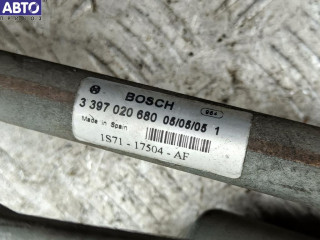 АВТО
BOSCH
3 397 020 680 05/05/05 1
Made in Spain
1S71 - 17504 - AF